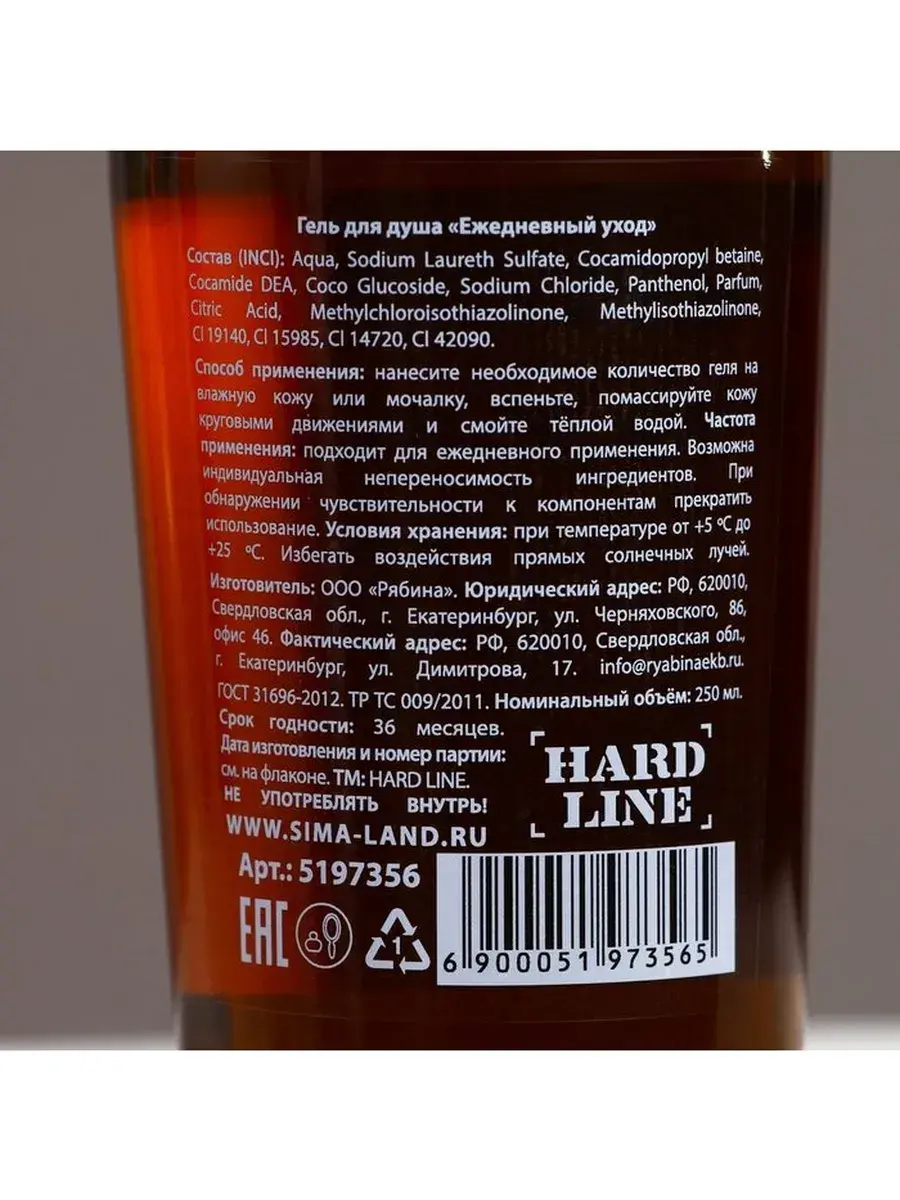 Гель для душа «Ежедневный уход»
Состав (INCI): Aqua, Sodium Laureth Sulfate, Cocamidopropyl betaine,
Cocamide DEA, Coco Glucoside, Sodium Chloride, Panthenol, Parfum,
Citric Acid, Methylchloroisothiazolinone, Methylisothiazolinone,
Cl 19140, Cl 15985, Cl 14720, Cl 42090.
Способ применения: нанесите необходимое количество геля на
влажную кожу или мочалку, вспеньте, помассируйте кожу
круговыми движениями и смойте тёплой водой. Частота
применения: подходит для ежедневного применения. Возможна
индивидуальная непереносимость ингредиентов. При
обнаружении чувствительности к компонентам прекратить
использование. Условия хранения: при температуре от +5 ºC до
+25 ºC. Избегать воздействия прямых солнечных лучей.
Изготовитель: ООО «Рябина». Юридический адрес: РФ, 620010,
Свердловская обл., г. Екатеринбург, ул. Черняховского, 86,
офис 46. Фактический адрес: РФ, 620010, Свердловская обл.,
г. Екатеринбург, ул. Димитрова, 17. info@ryabinaekb.ru.
ГОСТ 31696-2012. ТР ТС 009/2011. Номинальный объём: 250 мл.
Срок годности: 36 месяцев.
Дата изготовления и номер партии:
см. на флаконе. ТМ: HARD LINE.
НЕ УПОТРЕБЛЯТЬ ВНУТРЬ!
WWW.SIMA-LAND.RU
Арт.: 5197356
HARD
LINE
EAC
1
6 900051 973565